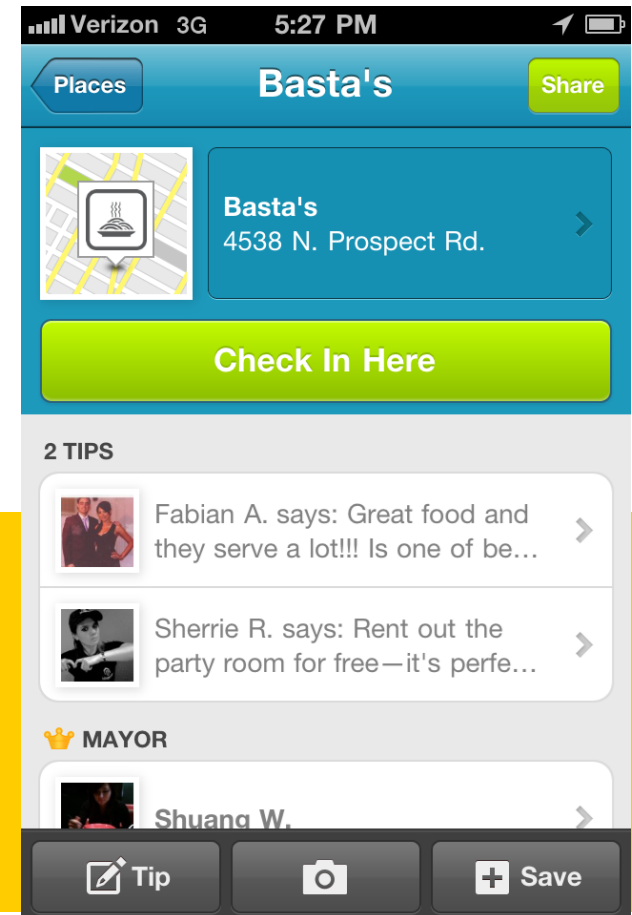 Verizon 3G 5:27 PM
Places Basta's Share
Basta's
4538 N. Prospect Rd.
Check In Here
2 TIPS
Fabian A. says: Great food and
they serve a lot!!! Is one of be...
Sherrie R. says: Rent out the
party room for free—it's perfe...
MAYOR
Shuang W.
Tip Save